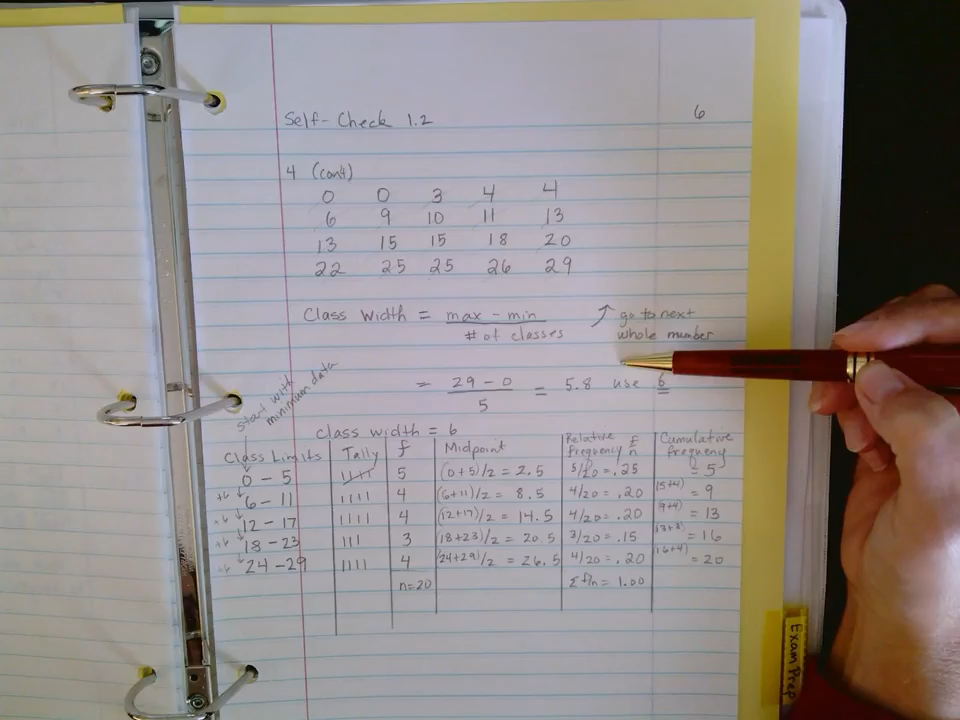 Self-Check 1.2 6
4 (con't)
0 0 3 4 4
6 9 10 11 13
13 15 15 18 20
22 25 25 26 29
Class Width = max - min / # of classes ↗ go to next whole number
= 29 - 0 / 5 = 5.8 use 6
start with minimum data
class width = 6
Class Limits Tally f Midpoint Relative Frequency f/n Cumulative frequency
0 - 5 𝍸 5 (0+5)/2 = 2.5 5/20 = .25 = 5
+6 6 - 11 |||| 4 (6+11)/2 = 8.5 4/20 = .20 (5+4) = 9
+6 12 - 17 |||| 4 (12+17)/2 = 14.5 4/20 = .20 (9+4) = 13
+6 18 - 23 ||| 3 (18+23)/2 = 20.5 3/20 = .15 (13+3) = 16
+6 24 - 29 |||| 4 (24+29)/2 = 26.5 4/20 = .20 (16+4) = 20
n=20 Σ f/n = 1.00
Exam Prep